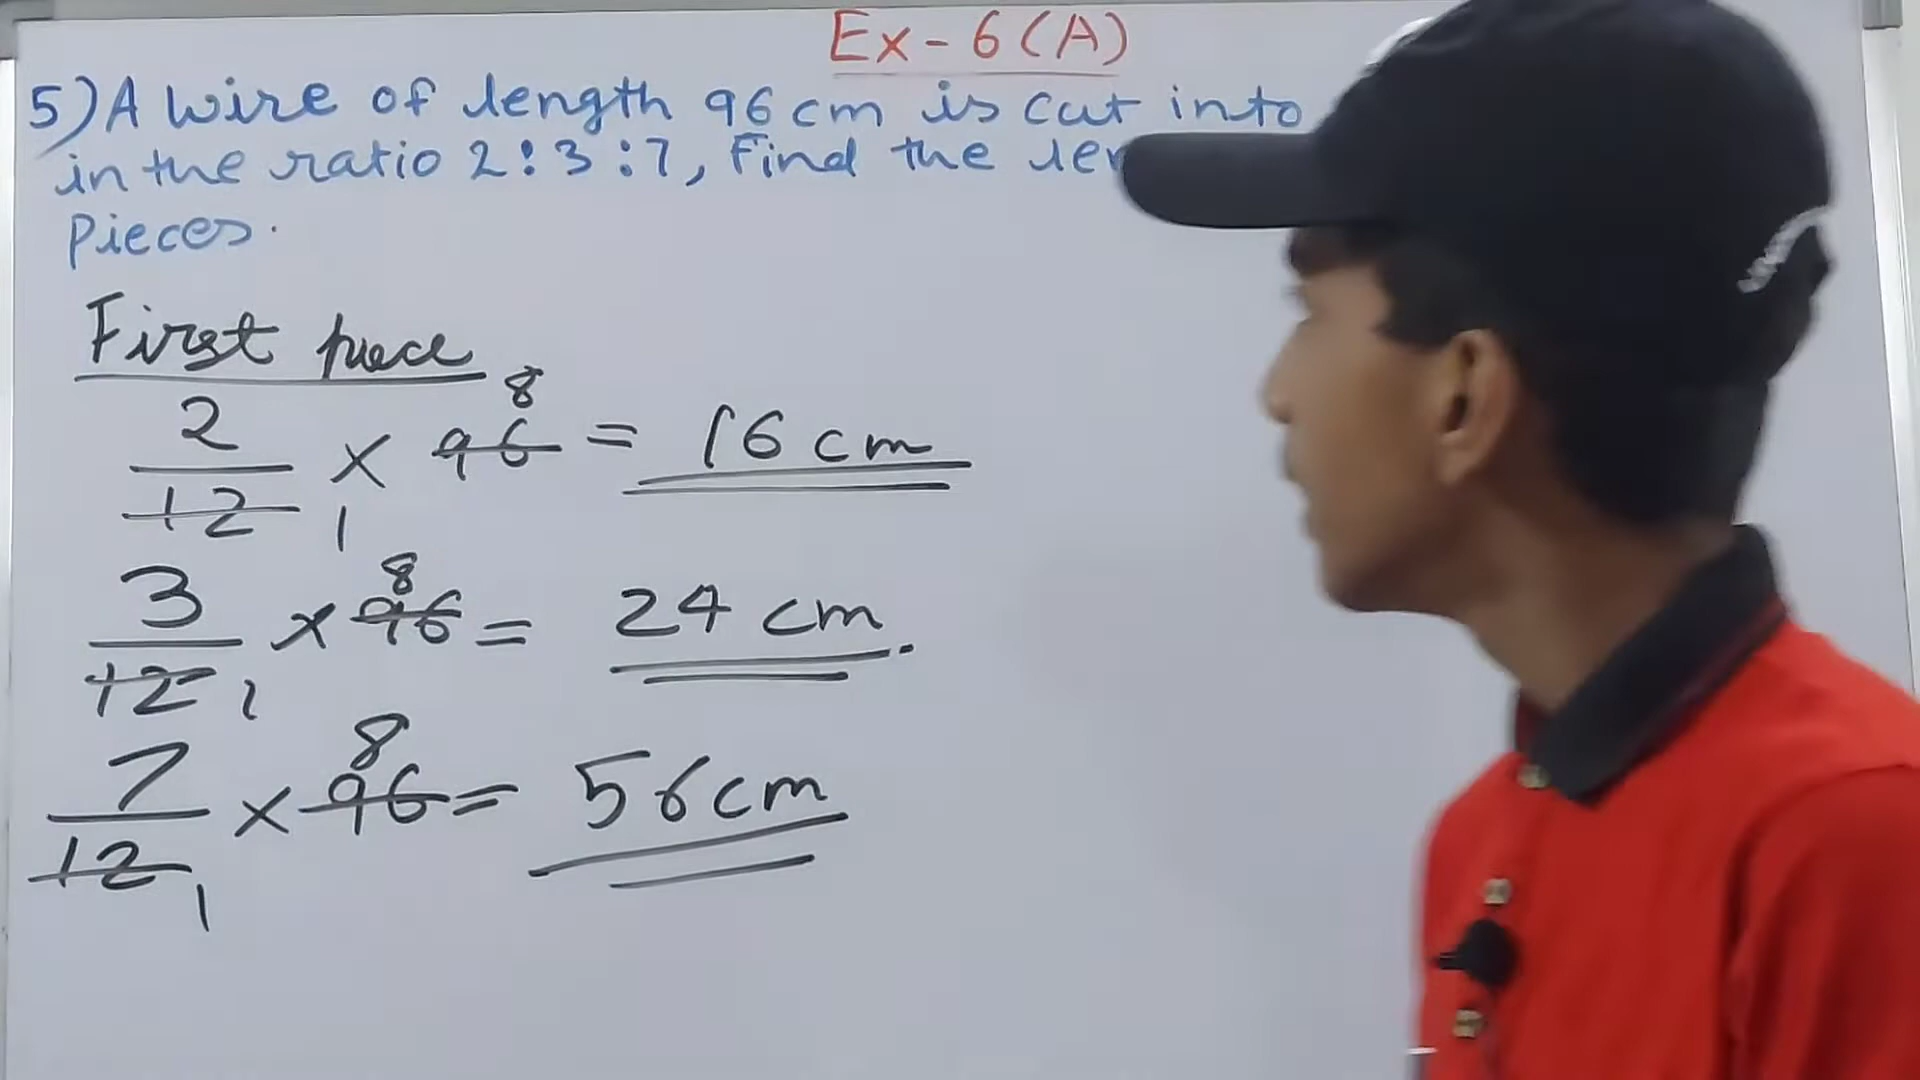 Ex-6(A)
5) A wire of length 96 cm is cut into
in the ratio 2:3:7, Find the
pieces.
First piece
2/12 × 96 = 16 cm
8
1
3/12 × 96 = 24 cm.
8
1
7/12 × 96 = 56 cm
8
1